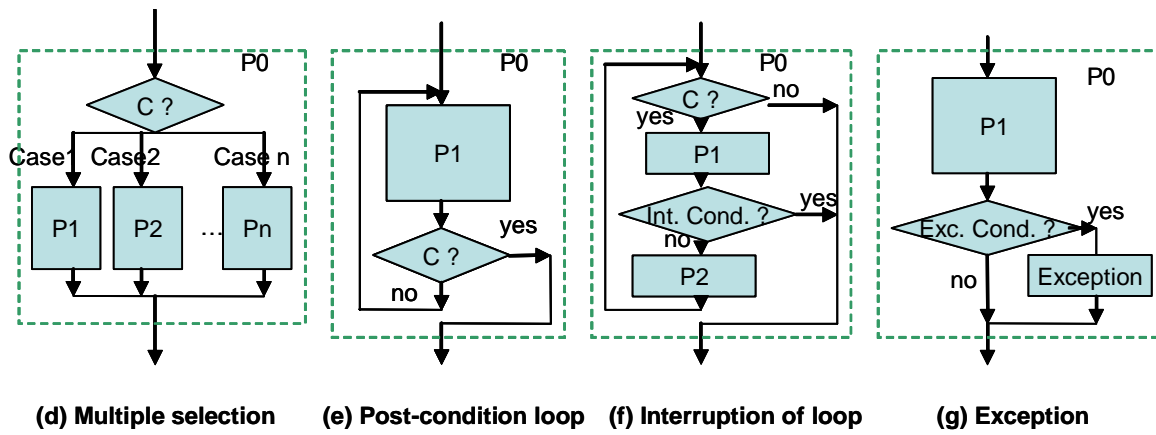 P0
C ?
Case1
Case2
Case n
P1
P2
...
Pn
(d) Multiple selection
P0
P1
yes
C ?
no
(e) Post-condition loop
P0
C ?
no
yes
P1
Int. Cond. ?
yes
no
P2
(f) Interruption of loop
P0
P1
Exc. Cond. ?
yes
no
Exception
(g) Exception